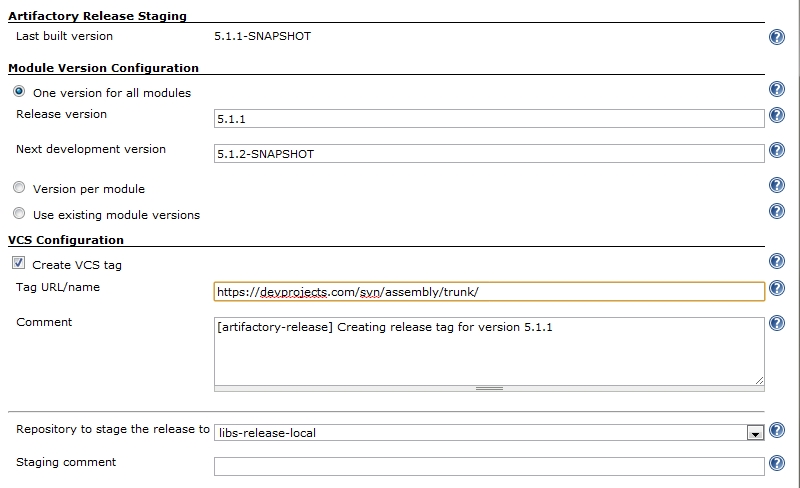 Artifactory Release Staging
Last built version 5.1.1-SNAPSHOT
Module Version Configuration
One version for all modules
Release version 5.1.1
Next development version 5.1.2-SNAPSHOT
Version per module
Use existing module versions
VCS Configuration
Create VCS tag
Tag URL/name https://devprojects.com/svn/assembly/trunk/
Comment [artifactory-release] Creating release tag for version 5.1.1
Repository to stage the release to libs-release-local
Staging comment